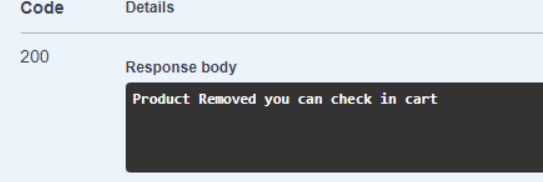 Code Details
200
Response body
Product Removed you can check in cart